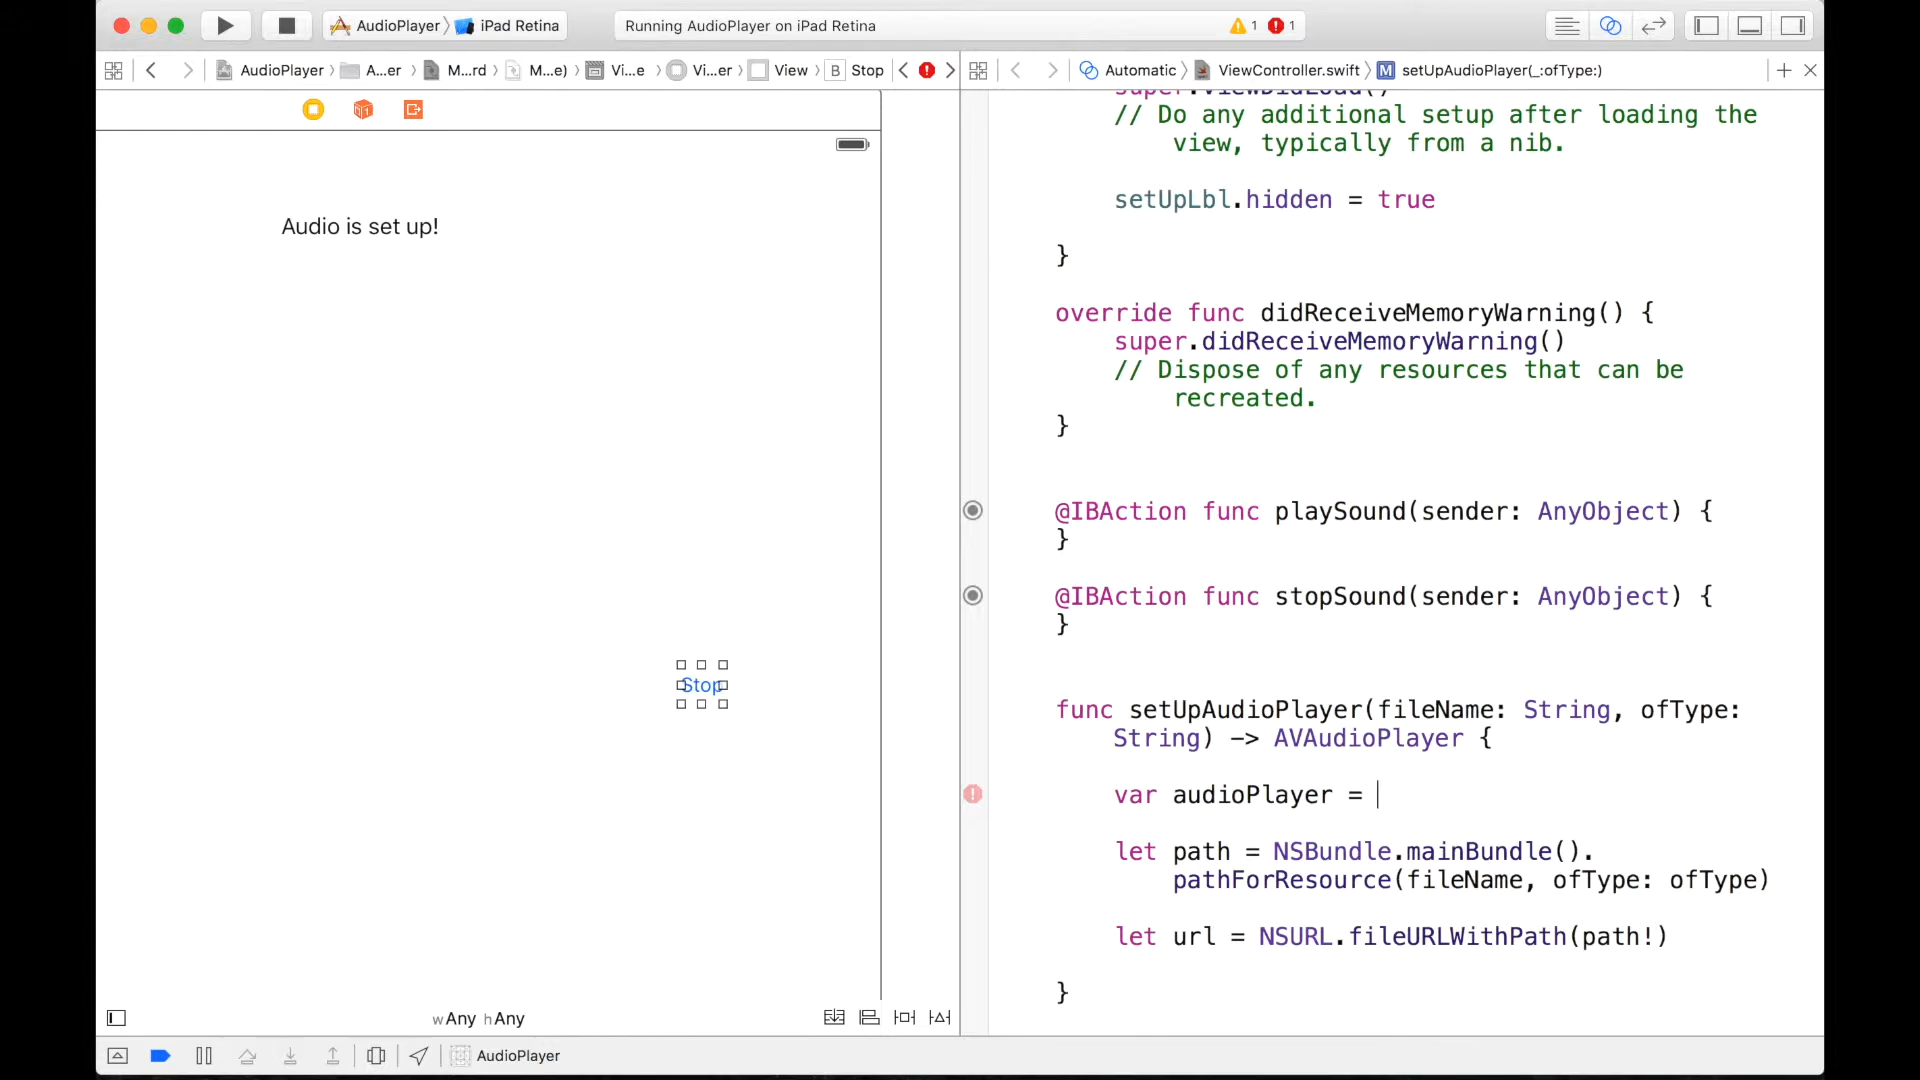 AudioPlayer iPad Retina Running AudioPlayer on iPad Retina 1 1
AudioPlayer A...er M...rd M...e) Vi...e Vi...er View B Stop
Automatic ViewController.swift M setUpAudioPlayer(_:ofType:)
Audio is set up!
Stop
super.viewDidLoad()
// Do any additional setup after loading the
view, typically from a nib.
setUpLbl.hidden = true
}
override func didReceiveMemoryWarning() {
super.didReceiveMemoryWarning()
// Dispose of any resources that can be
recreated.
}
@IBAction func playSound(sender: AnyObject) {
}
@IBAction func stopSound(sender: AnyObject) {
}
func setUpAudioPlayer(fileName: String, ofType:
String) -> AVAudioPlayer {
var audioPlayer =
let path = NSBundle.mainBundle().
pathForResource(fileName, ofType: ofType)
let url = NSURL.fileURLWithPath(path!)
}
wAny hAny
AudioPlayer